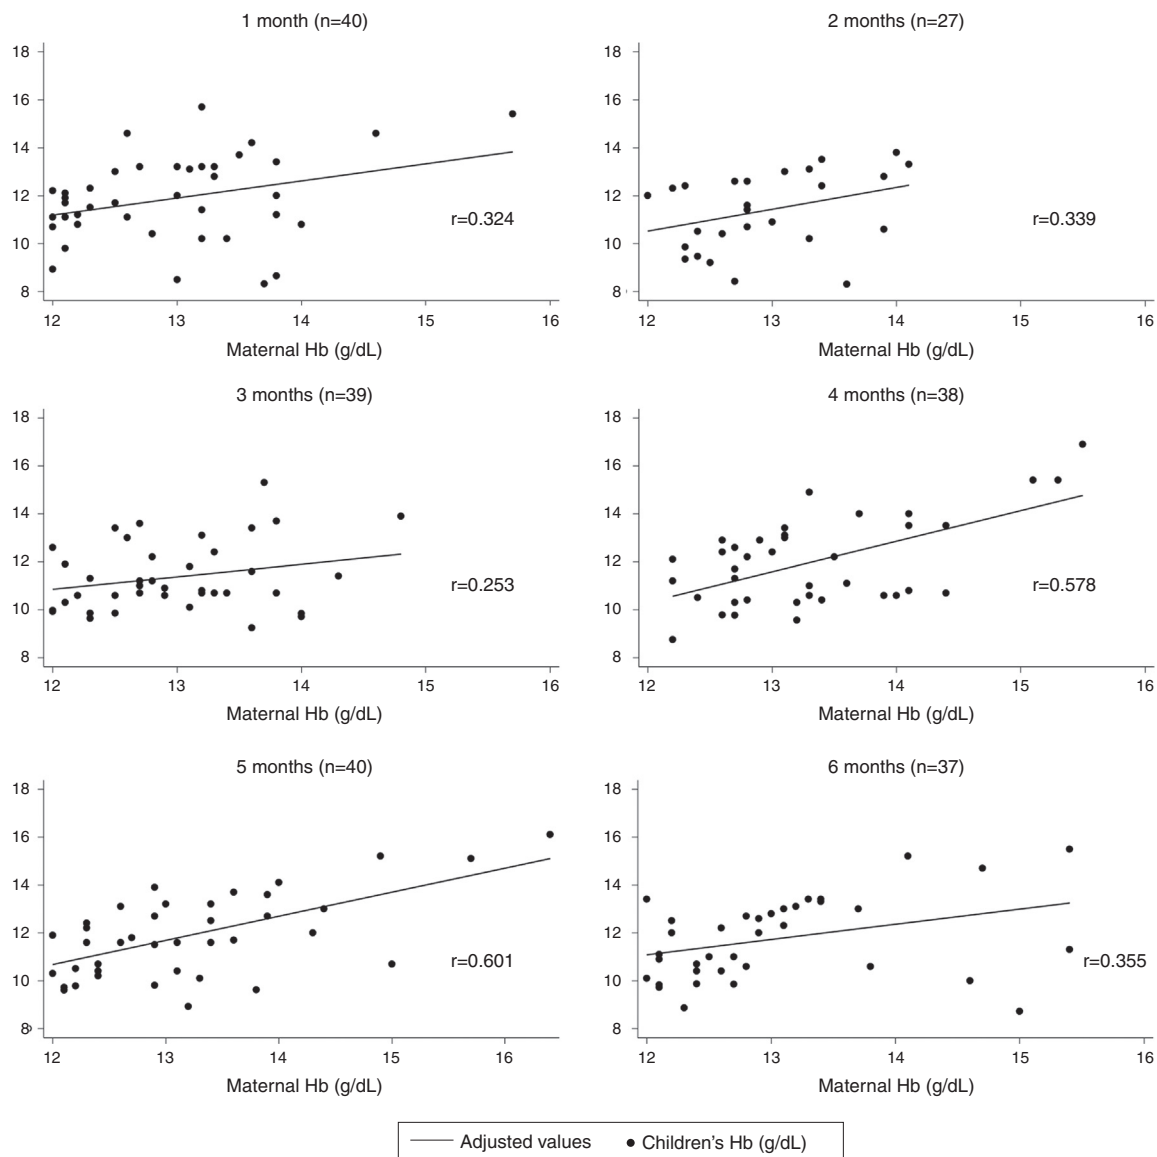 1 month (n=40)
18
16
14
12
10
8
r=0.324
12 13 14 15 16
Maternal Hb (g/dL)
2 months (n=27)
18
16
14
12
10
8
r=0.339
12 13 14 15 16
Maternal Hb (g/dL)
3 months (n=39)
18
16
14
12
10
8
r=0.253
12 13 14 15 16
Maternal Hb (g/dL)
4 months (n=38)
18
16
14
12
10
8
r=0.578
12 13 14 15 16
Maternal Hb (g/dL)
5 months (n=40)
18
16
14
12
10
8
r=0.601
12 13 14 15 16
Maternal Hb (g/dL)
6 months (n=37)
18
16
14
12
10
8
r=0.355
12 13 14 15 16
Maternal Hb (g/dL)
Adjusted values Children's Hb (g/dL)